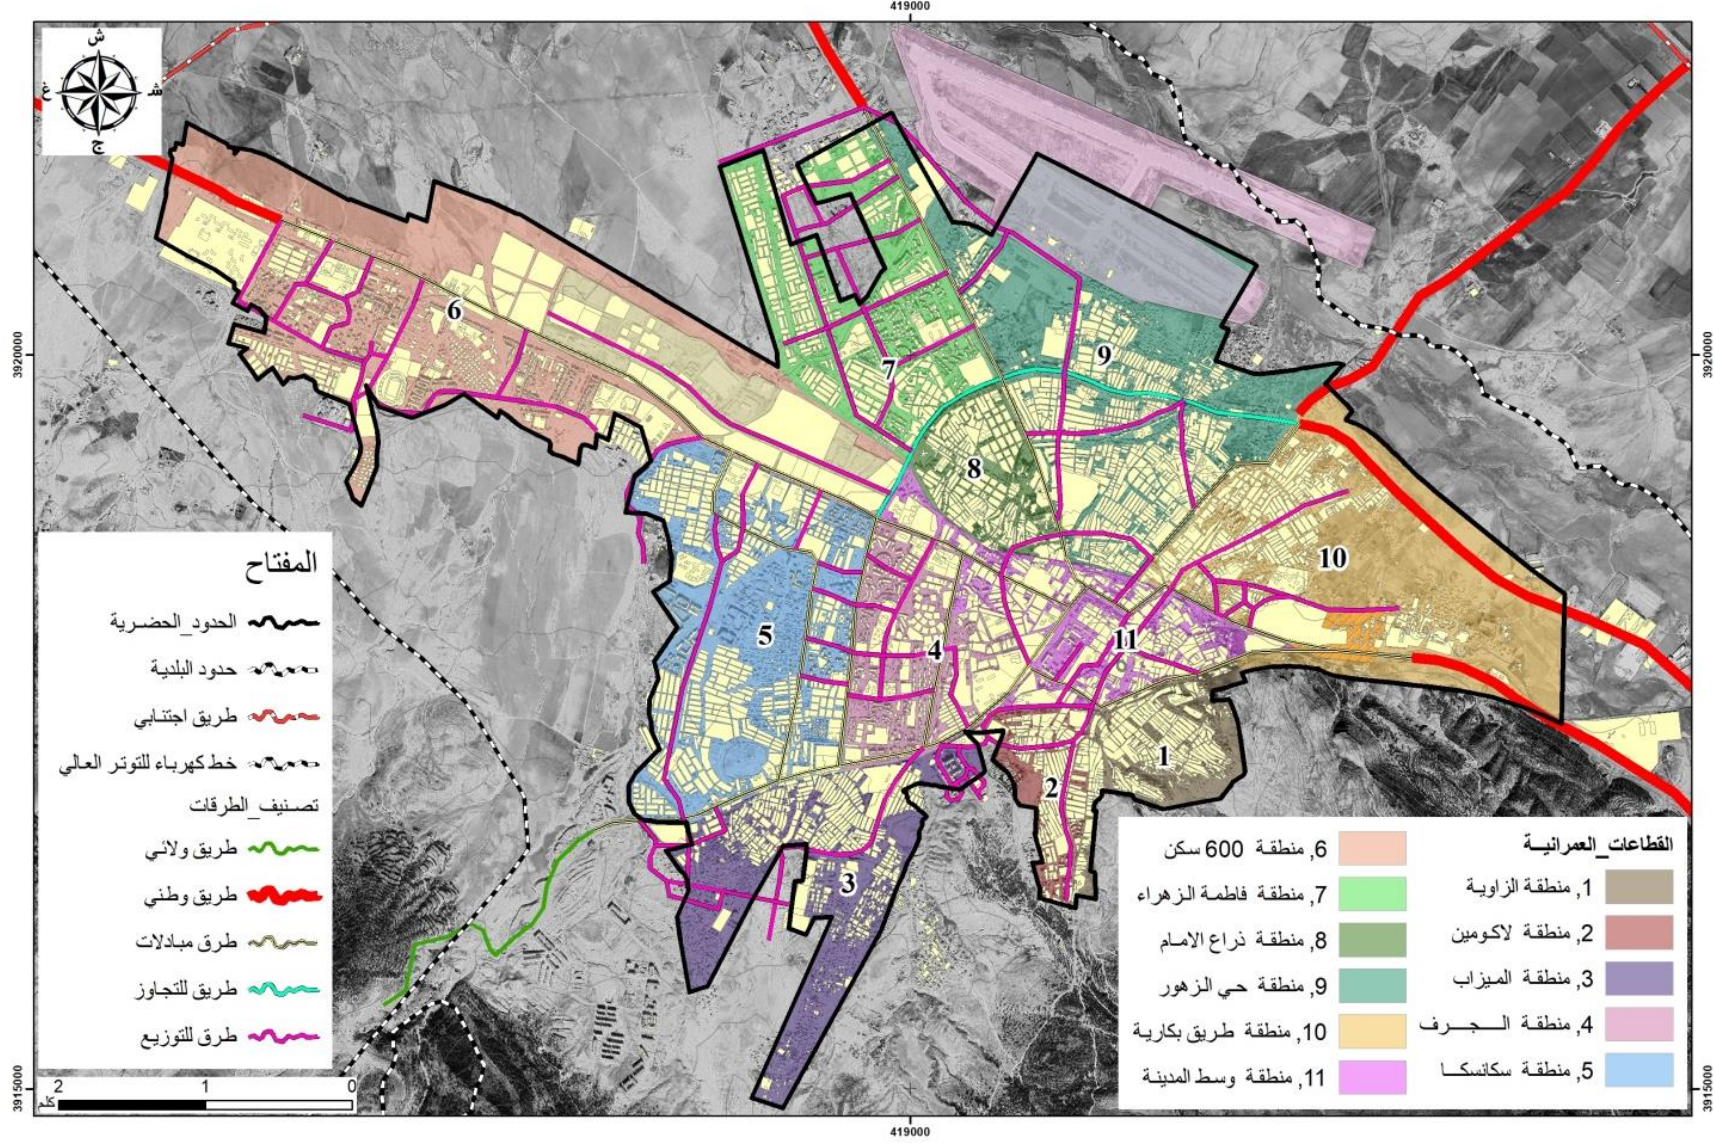 419000
ش
غ
ش
ج
3920000
3920000
6
7
9
8
10
5
4
11
1
2
3
المفتاح
الحدود_الحضرية
حدود البلدية
طريق اجتنابي
خط كهرباء للتوتر العالي
تصنيف_الطرقات
طريق ولائي
طريق وطني
طرق مبادلات
طريق للتجاوز
طرق للتوزيع
2 1 0
كلم
القطاعات_العمرانية
1, منطقة الزاوية
2, منطقة لاكومين
3, منطقة الميزاب
4, منطقة الـــجـــرف
5, منطقة سكانسكــا
6, منطقة 600 سكن
7, منطقة فاطمة الزهراء
8, منطقة ذراع الامام
9, منطقة حي الزهور
10, منطقة طريق بكارية
11, منطقة وسط المدينة
3915000
3915000
419000